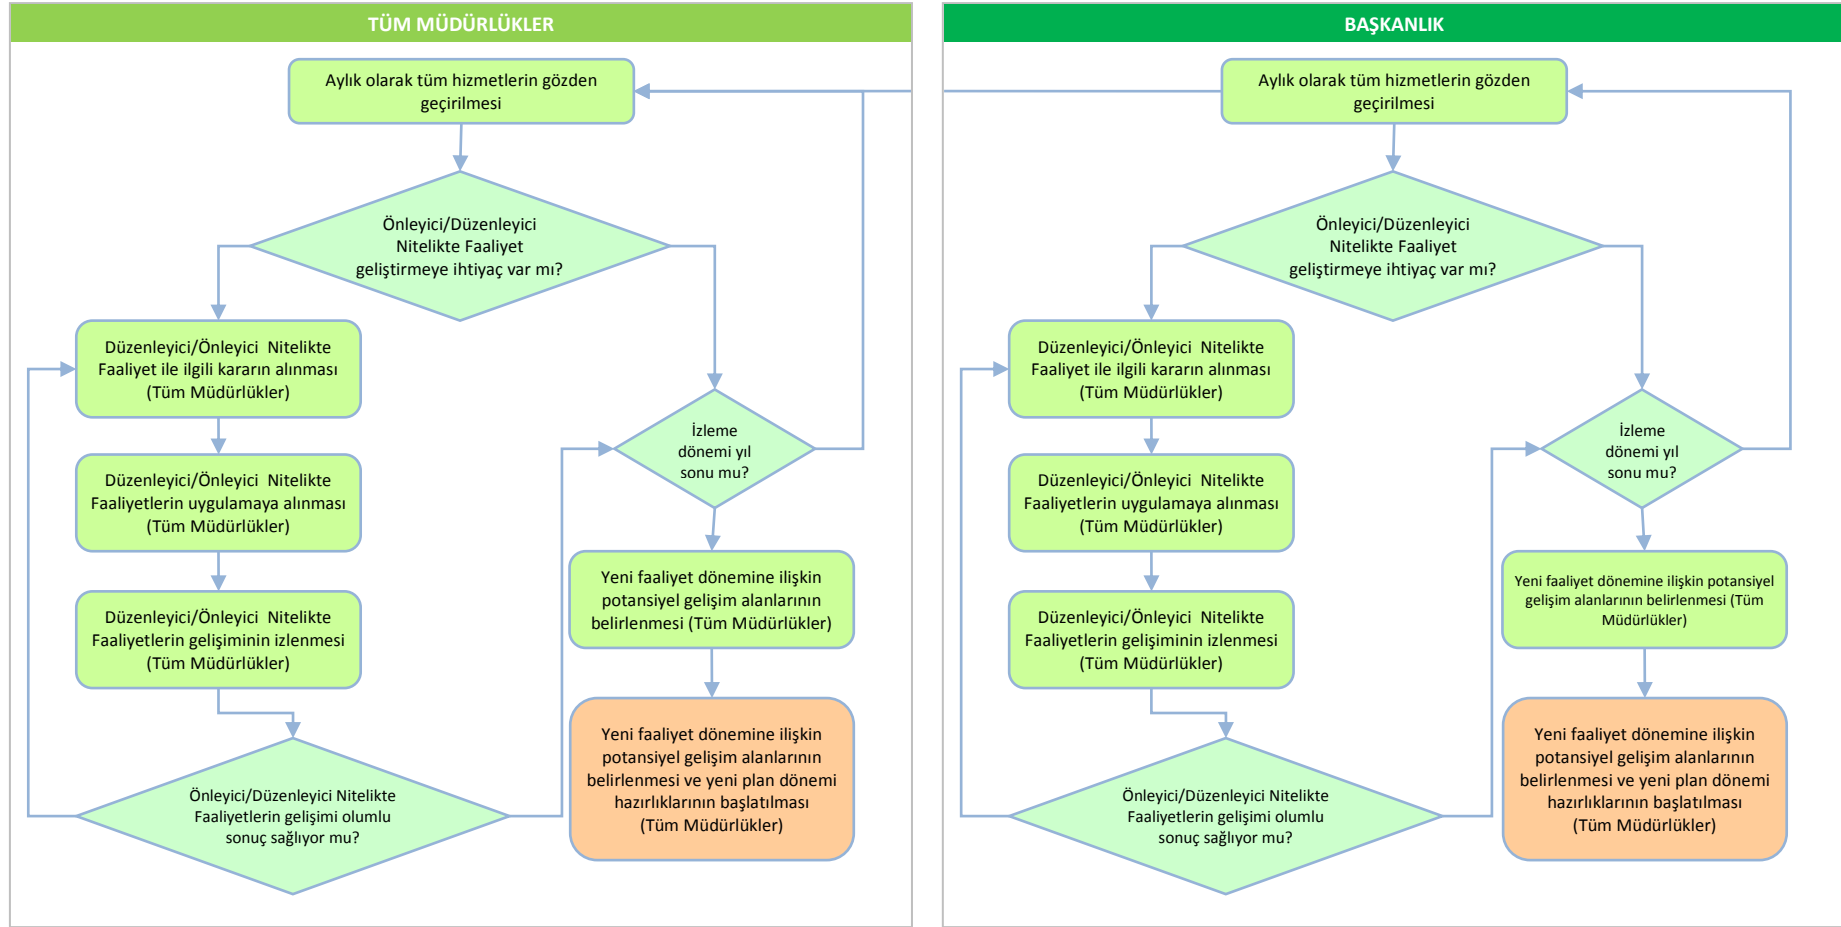 TÜM MÜDÜRLÜKLER
Aylık olarak tüm hizmetlerin gözden
geçirilmesi
Önleyici/Düzenleyici
Nitelikte Faaliyet
geliştirmeye ihtiyaç var mı?
Düzenleyici/Önleyici  Nitelikte
Faaliyet ile ilgili kararın alınması
(Tüm Müdürlükler)
İzleme
dönemi yıl
sonu mu?
Düzenleyici/Önleyici  Nitelikte
Faaliyetlerin uygulamaya alınması
(Tüm Müdürlükler)
Yeni faaliyet dönemine ilişkin
potansiyel gelişim alanlarının
belirlenmesi (Tüm Müdürlükler)
Düzenleyici/Önleyici  Nitelikte
Faaliyetlerin gelişiminin izlenmesi
(Tüm Müdürlükler)
Yeni faaliyet dönemine ilişkin
potansiyel gelişim alanlarının
belirlenmesi ve yeni plan dönemi
hazırlıklarının başlatılması
(Tüm Müdürlükler)
Önleyici/Düzenleyici Nitelikte
Faaliyetlerin gelişimi olumlu
sonuç sağlıyor mu?
BAŞKANLIK
Aylık olarak tüm hizmetlerin gözden
geçirilmesi
Önleyici/Düzenleyici
Nitelikte Faaliyet
geliştirmeye ihtiyaç var mı?
Düzenleyici/Önleyici  Nitelikte
Faaliyet ile ilgili kararın alınması
(Tüm Müdürlükler)
İzleme
dönemi yıl
sonu mu?
Düzenleyici/Önleyici  Nitelikte
Faaliyetlerin uygulamaya alınması
(Tüm Müdürlükler)
Yeni faaliyet dönemine ilişkin potansiyel
gelişim alanlarının belirlenmesi (Tüm
Müdürlükler)
Düzenleyici/Önleyici  Nitelikte
Faaliyetlerin gelişiminin izlenmesi
(Tüm Müdürlükler)
Yeni faaliyet dönemine ilişkin
potansiyel gelişim alanlarının
belirlenmesi ve yeni plan dönemi
hazırlıklarının başlatılması
(Tüm Müdürlükler)
Önleyici/Düzenleyici Nitelikte
Faaliyetlerin gelişimi olumlu
sonuç sağlıyor mu?